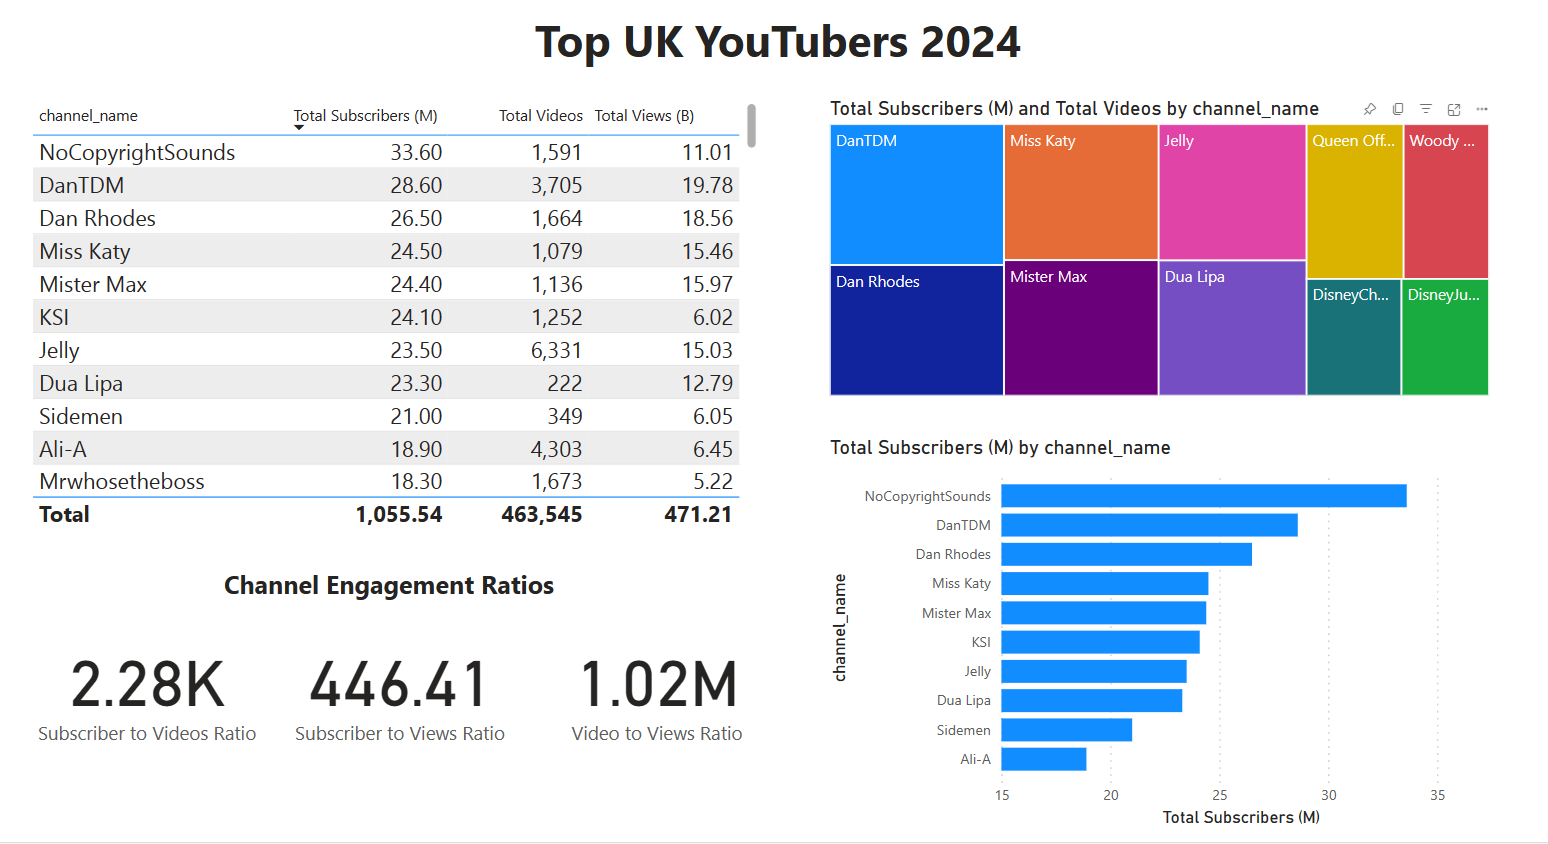 Top UK YouTubers 2024
channel_name Total Subscribers (M) Total Videos Total Views (B)
NoCopyrightSounds 33.60 1,591 11.01
DanTDM 28.60 3,705 19.78
Dan Rhodes 26.50 1,664 18.56
Miss Katy 24.50 1,079 15.46
Mister Max 24.40 1,136 15.97
KSI 24.10 1,252 6.02
Jelly 23.50 6,331 15.03
Dua Lipa 23.30 222 12.79
Sidemen 21.00 349 6.05
Ali-A 18.90 4,303 6.45
Mrwhosetheboss 18.30 1,673 5.22
Total 1,055.54 463,545 471.21
Channel Engagement Ratios
2.28K 446.41 1.02M
Subscriber to Videos Ratio Subscriber to Views Ratio Video to Views Ratio
Total Subscribers (M) and Total Videos by channel_name
DanTDM Miss Katy Jelly Queen Off... Woody ...
Dan Rhodes Mister Max Dua Lipa DisneyCh... DisneyJu...
Total Subscribers (M) by channel_name
channel_name
NoCopyrightSounds
DanTDM
Dan Rhodes
Miss Katy
Mister Max
KSI
Jelly
Dua Lipa
Sidemen
Ali-A
15 20 25 30 35
Total Subscribers (M)